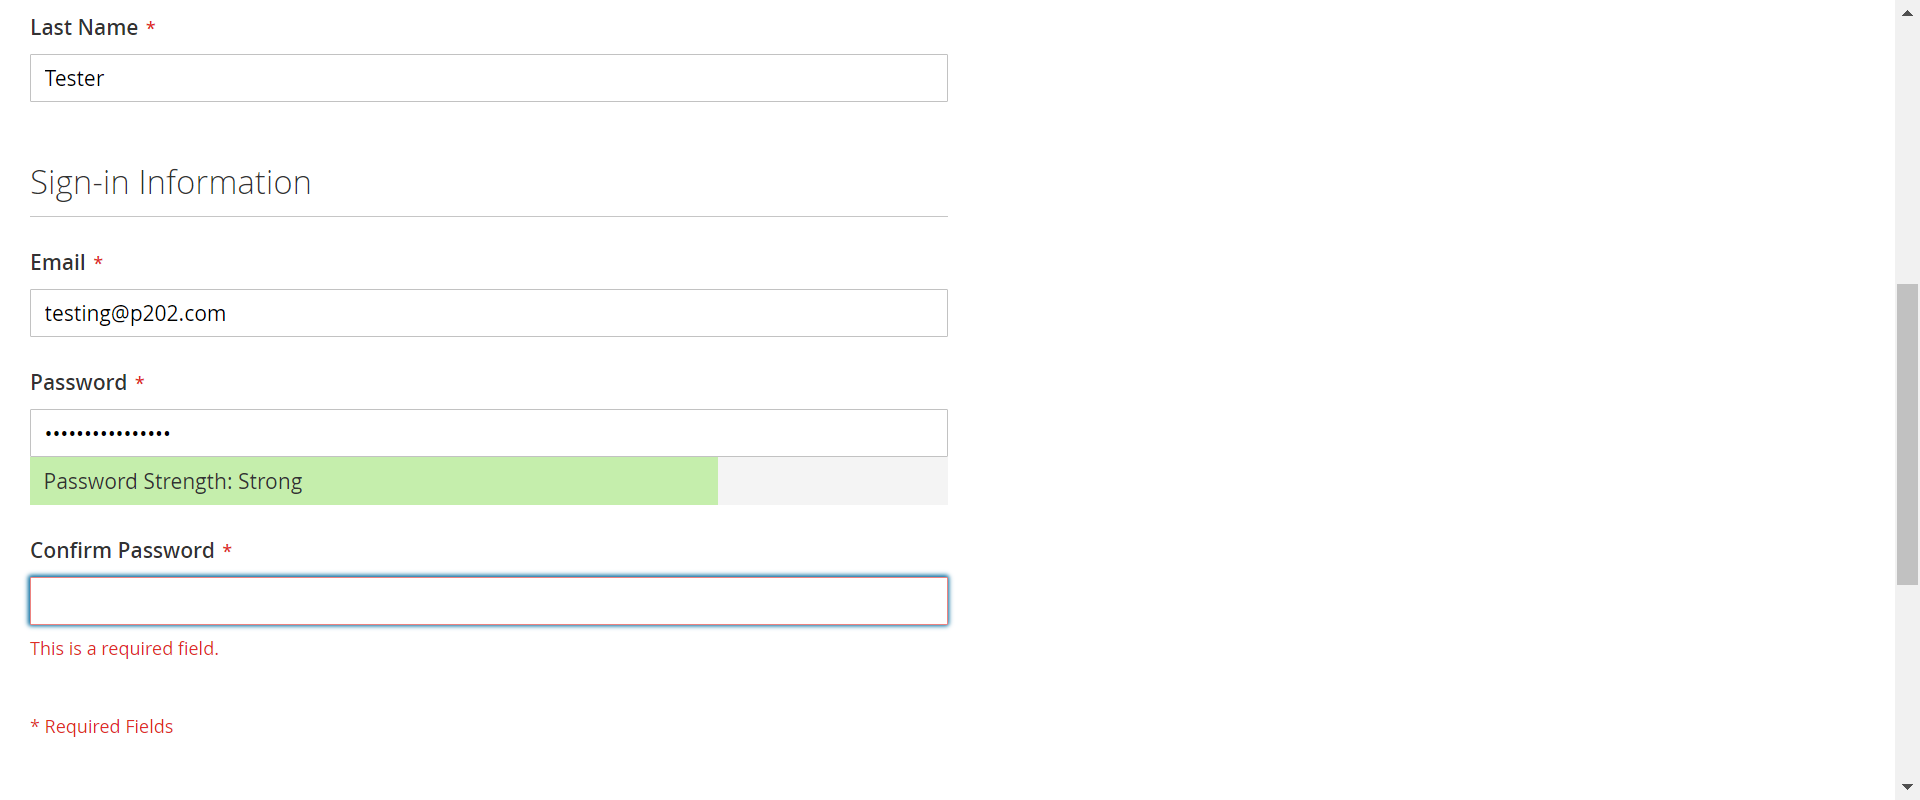 Last Name *
Tester
Sign-in Information
Email *
testing@p202.com
Password *
••••••••••••••••
Password Strength: Strong
Confirm Password *
This is a required field.
* Required Fields